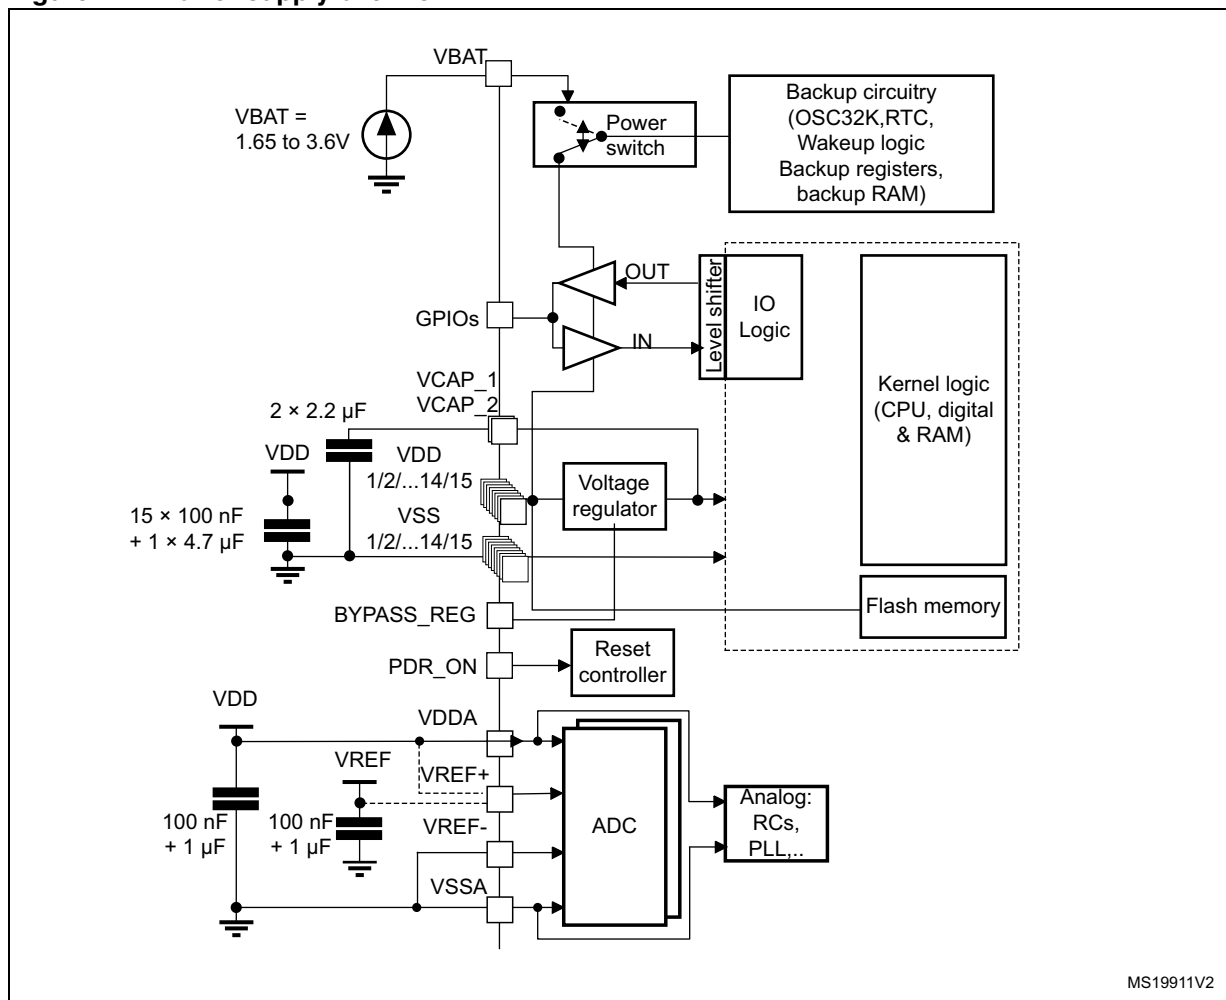 VBAT
VBAT =
1.65 to 3.6V
Power
switch
Backup circuitry
(OSC32K,RTC,
Wakeup logic
Backup registers,
backup RAM)
GPIOs
OUT
IN
Level shifter
IO
Logic
Kernel logic
(CPU, digital
& RAM)
VCAP_1
VCAP_2
2 × 2.2 µF
VDD
VDD
1/2/...14/15
Voltage
regulator
15 × 100 nF
+ 1 × 4.7 µF
VSS
1/2/...14/15
Flash memory
BYPASS_REG
PDR_ON
Reset
controller
VDD
VDDA
VREF
VREF+
100 nF
+ 1 µF
100 nF
+ 1 µF
VREF-
VSSA
ADC
Analog:
RCs,
PLL,..
MS19911V2